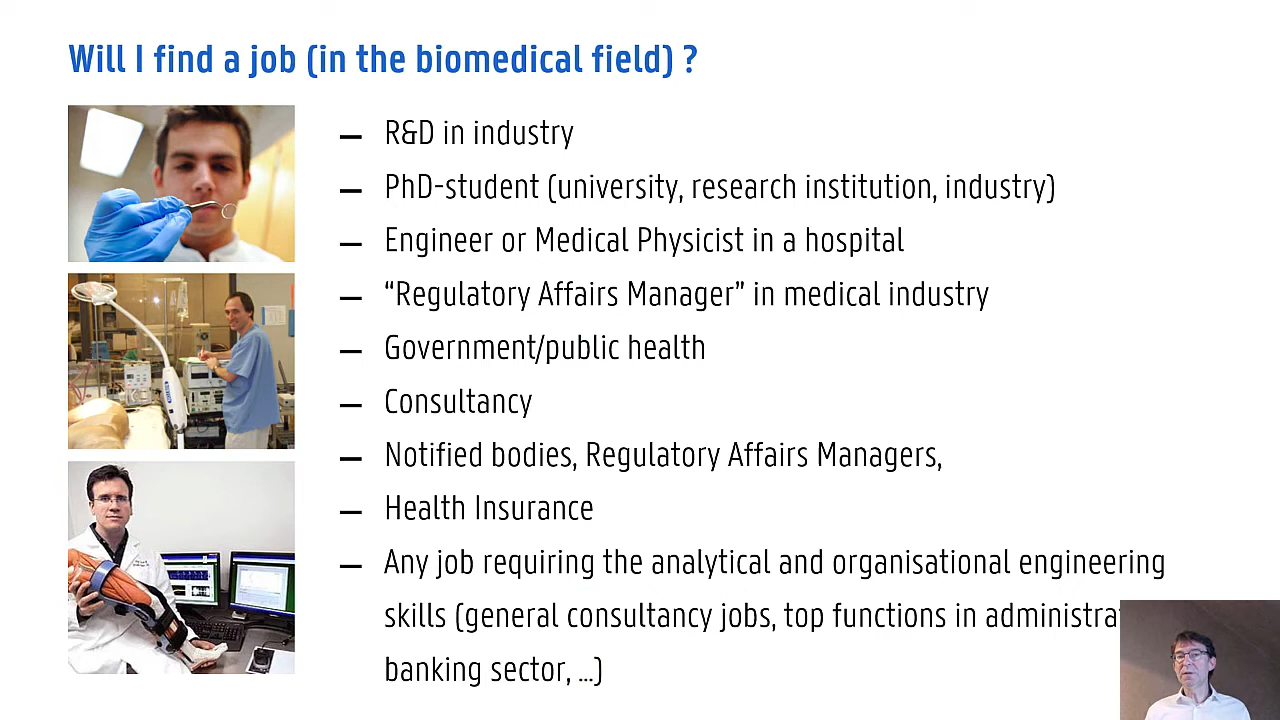 Will I find a job (in the biomedical field) ?
– R&D in industry
– PhD-student (university, research institution, industry)
– Engineer or Medical Physicist in a hospital
– “Regulatory Affairs Manager” in medical industry
– Government/public health
– Consultancy
– Notified bodies, Regulatory Affairs Managers,
– Health Insurance
– Any job requiring the analytical and organisational engineering
skills (general consultancy jobs, top functions in
banking sector, ...)